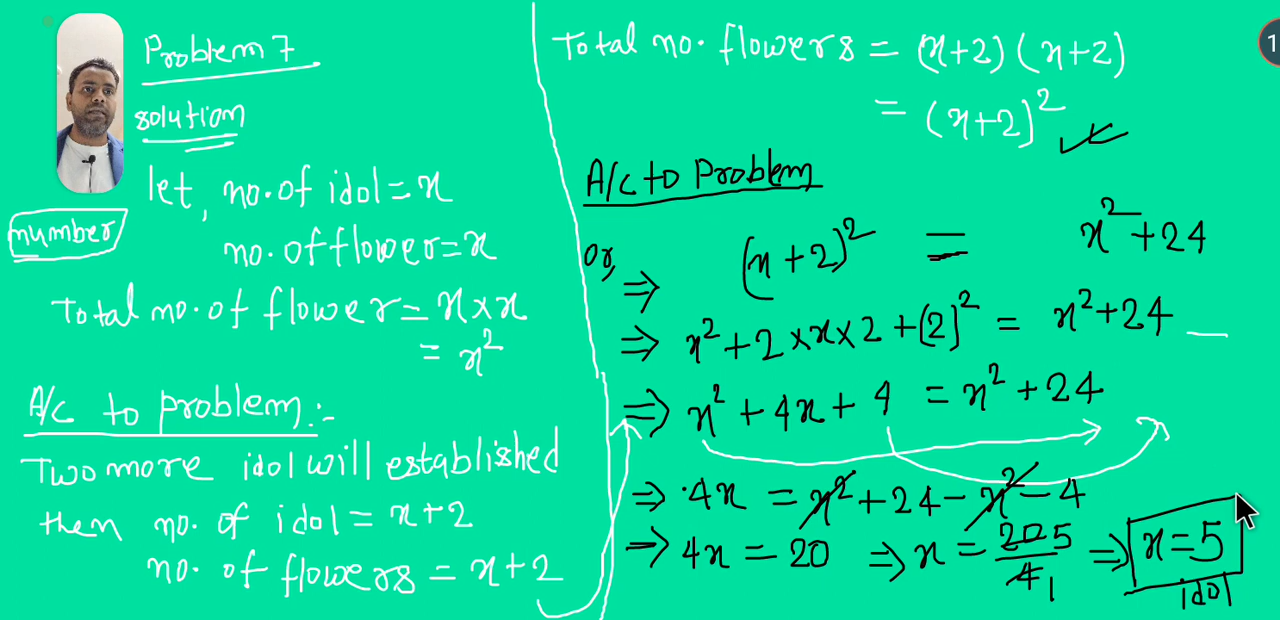 Problem 7
solution
let, no. of idol = x
number
no. of flower = x
Total no. of flower = x × x
= x²
A/c to problem:-
Two more idol will established
then no. of idol = x+2
no. of flowers = x+2
Total no. flowers = (x+2) (x+2)
= (x+2)²
A/c to Problem
or, ⇒ (x+2)² = x²+24
⇒ x²+2×x×2+(2)² = x²+24
⇒ x²+4x+4 = x²+24
⇒ 4x = x²+24-x²-4
⇒ 4x = 20 ⇒ x = 20 5/4 1 ⇒ x=5
idol
1